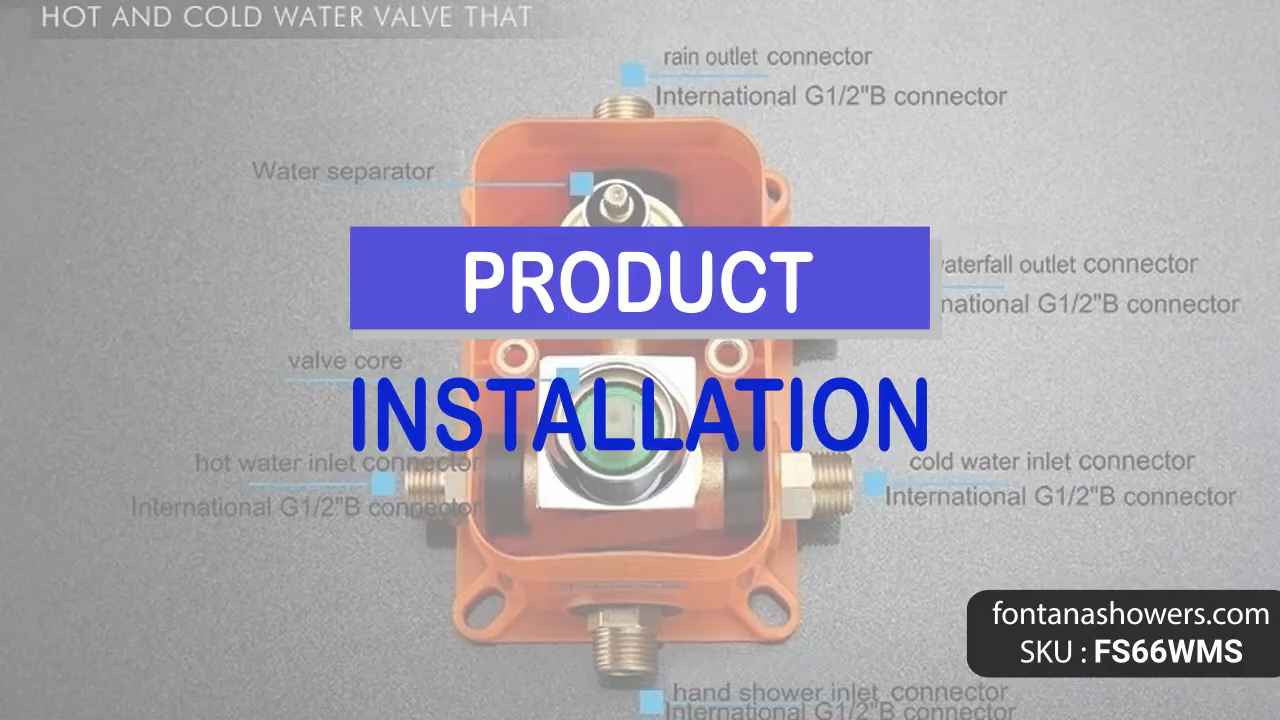 HOT AND COLD WATER VALVE THAT
rain outlet connector
International G1/2"B connector
Water separator
PRODUCT
waterfall outlet connector
national G1/2"B connector
valve core
INSTALLATION
hot water inlet connector
International G1/2"B connector
cold water inlet connector
International G1/2"B connector
fontanashowers.com
SKU : FS66WMS
hand shower inlet connector
International G1/2"B connector